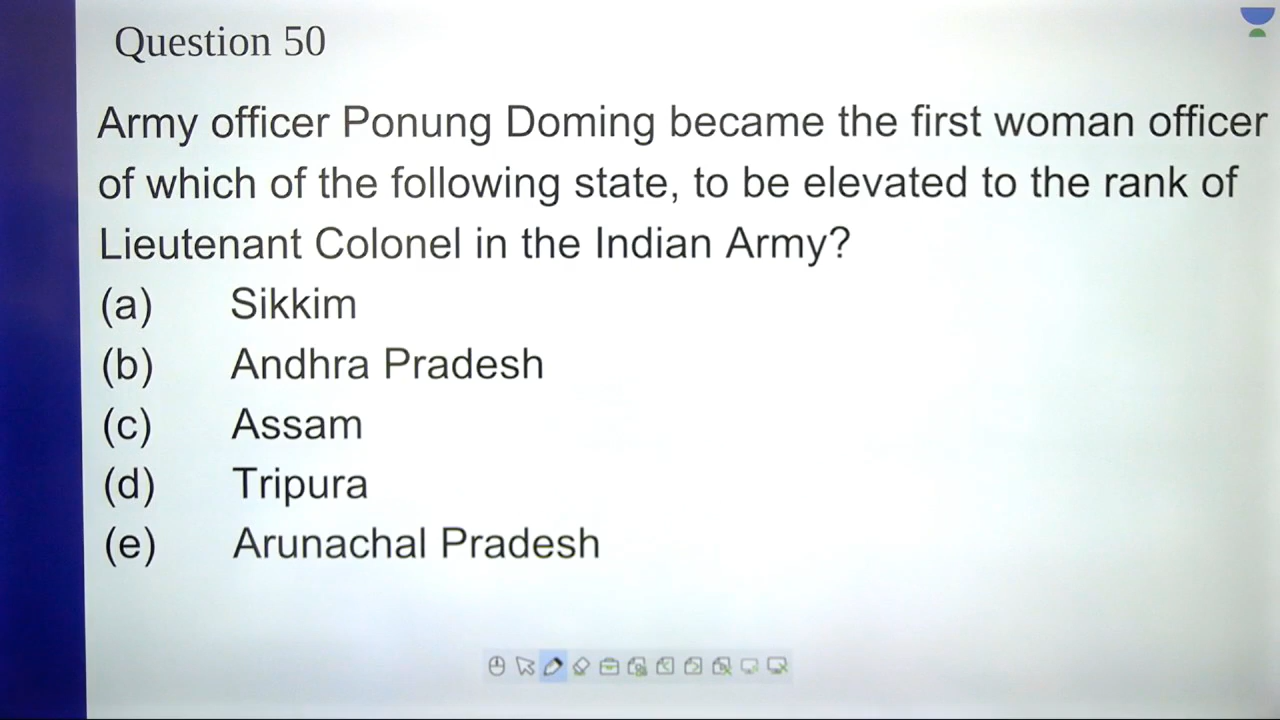 Question 50
Army officer Ponung Doming became the first woman officer
of which of the following state, to be elevated to the rank of
Lieutenant Colonel in the Indian Army?
(a) Sikkim
(b) Andhra Pradesh
(c) Assam
(d) Tripura
(e) Arunachal Pradesh